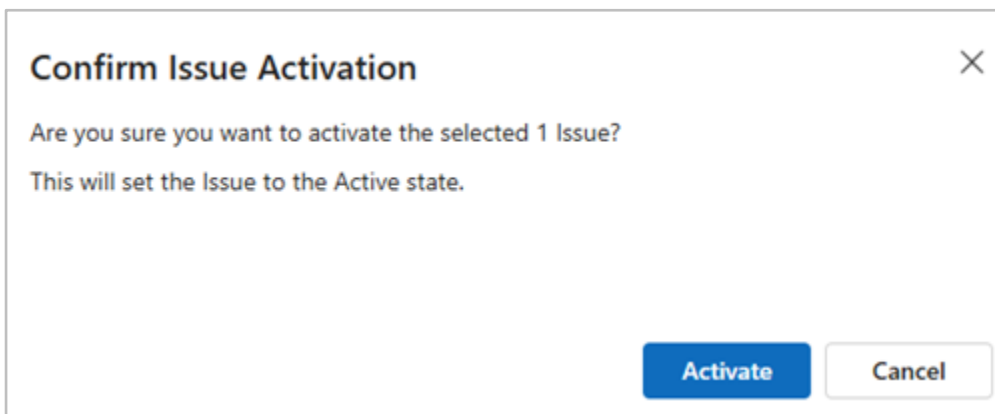 Confirm Issue Activation
Are you sure you want to activate the selected 1 Issue?
This will set the Issue to the Active state.
Activate
Cancel